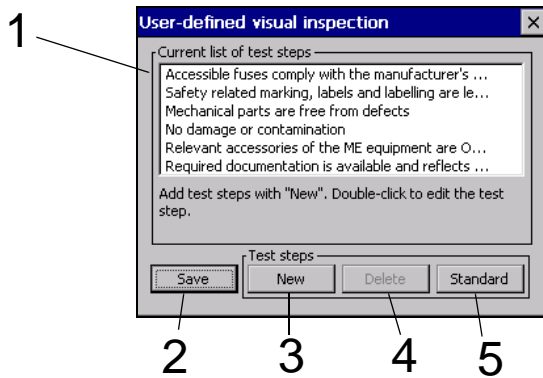 1
User-defined visual inspection
Current list of test steps
Accessible fuses comply with the manufacturer's ...
Safety related marking, labels and labelling are le...
Mechanical parts are free from defects
No damage or contamination
Relevant accessories of the ME equipment are O...
Required documentation is available and reflects ...
Add test steps with "New". Double-click to edit the test
step.
Test steps
Save New Delete Standard
2 3 4 5